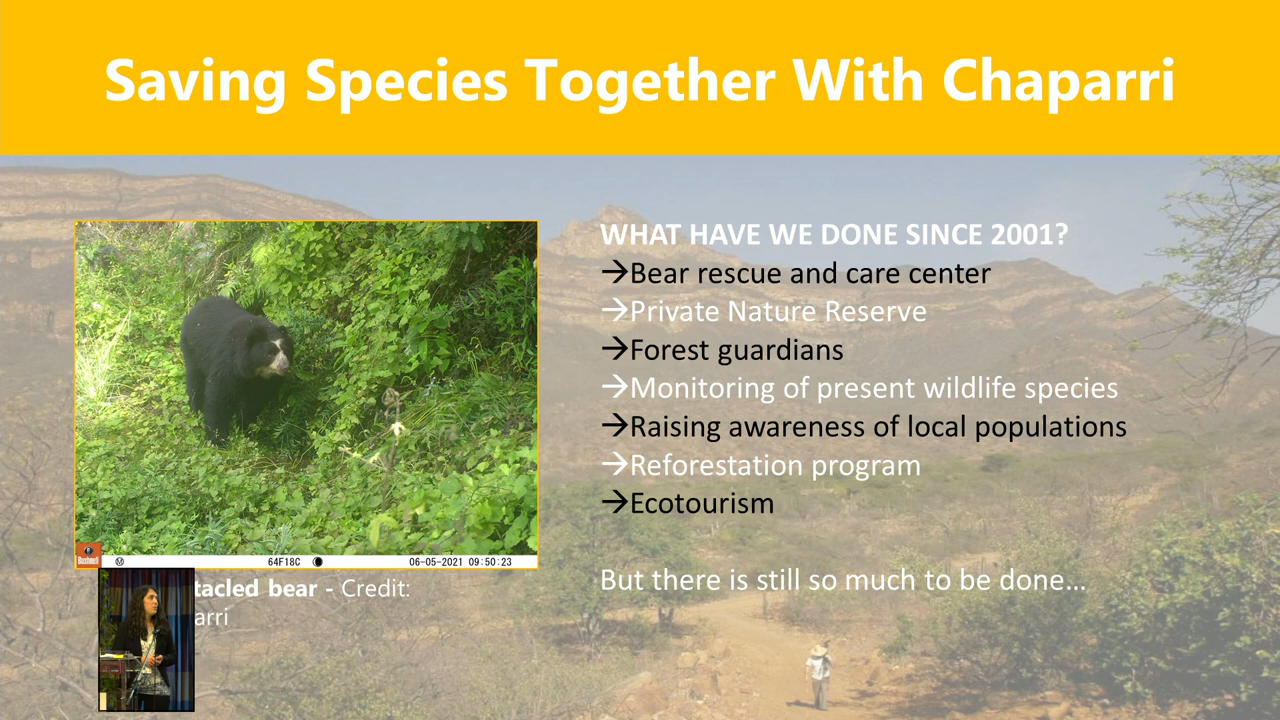 Saving Species Together With Chaparri
WHAT HAVE WE DONE SINCE 2001?
→Bear rescue and care center
→Private Nature Reserve
→Forest guardians
→Monitoring of present wildlife species
→Raising awareness of local populations
→Reforestation program
→Ecotourism
But there is still so much to be done...
M 64F18C 06-05-2021 09:50:23
tacled bear - Credit:
arri